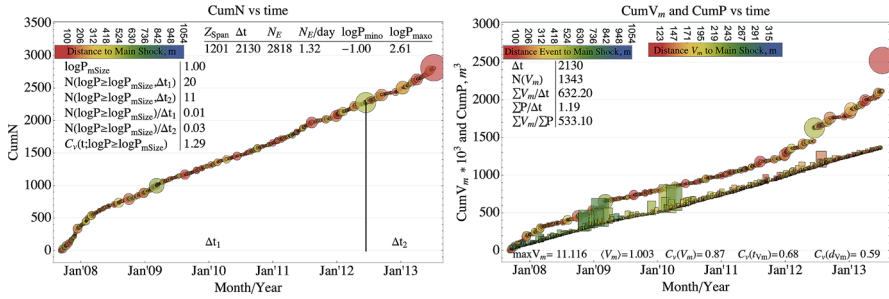 CumN vs time
3000
2500
2000
1500
1000
500
0
CumN
100
206
312
418
524
630
736
842
948
1054
Distance to Main Shock, m
Z_Span Δt N_E N_E/day logP_mino logP_maxo
1201 2130 2818 1.32 −1.00 2.61
logP_mSize 1.00
N(logP≥logP_mSize,Δt_1) 20
N(logP≥logP_mSize,Δt_2) 11
N(logP≥logP_mSize)/Δt_1 0.01
N(logP≥logP_mSize)/Δt_2 0.03
C_v(t;logP≥logP_mSize) 1.29
Δt_1 Δt_2
Jan'08 Jan'09 Jan'10 Jan'11 Jan'12 Jan'13
Month/Year
CumV_m and CumP vs time
3000
2500
2000
1500
1000
500
0
CumV_m * 10^3 and CumP, m^3
100
206
312
418
524
630
736
842
948
1054
Distance Event to Main Shock, m
123
147
171
195
219
243
267
291
315
Distance V_m to Main Shock, m
Δt 2130
N(V_m) 1343
∑V_m/Δt 632.20
∑P/Δt 1.19
∑V_m/∑P 533.10
maxV_m= 11.116 ⟨V_m⟩=1.003 C_v(V_m)= 0.87 C_v(t_Vm)=0.68 C_v(d_Vm)= 0.59
Jan'08 Jan'09 Jan'10 Jan'11 Jan'12 Jan'13
Month/Year